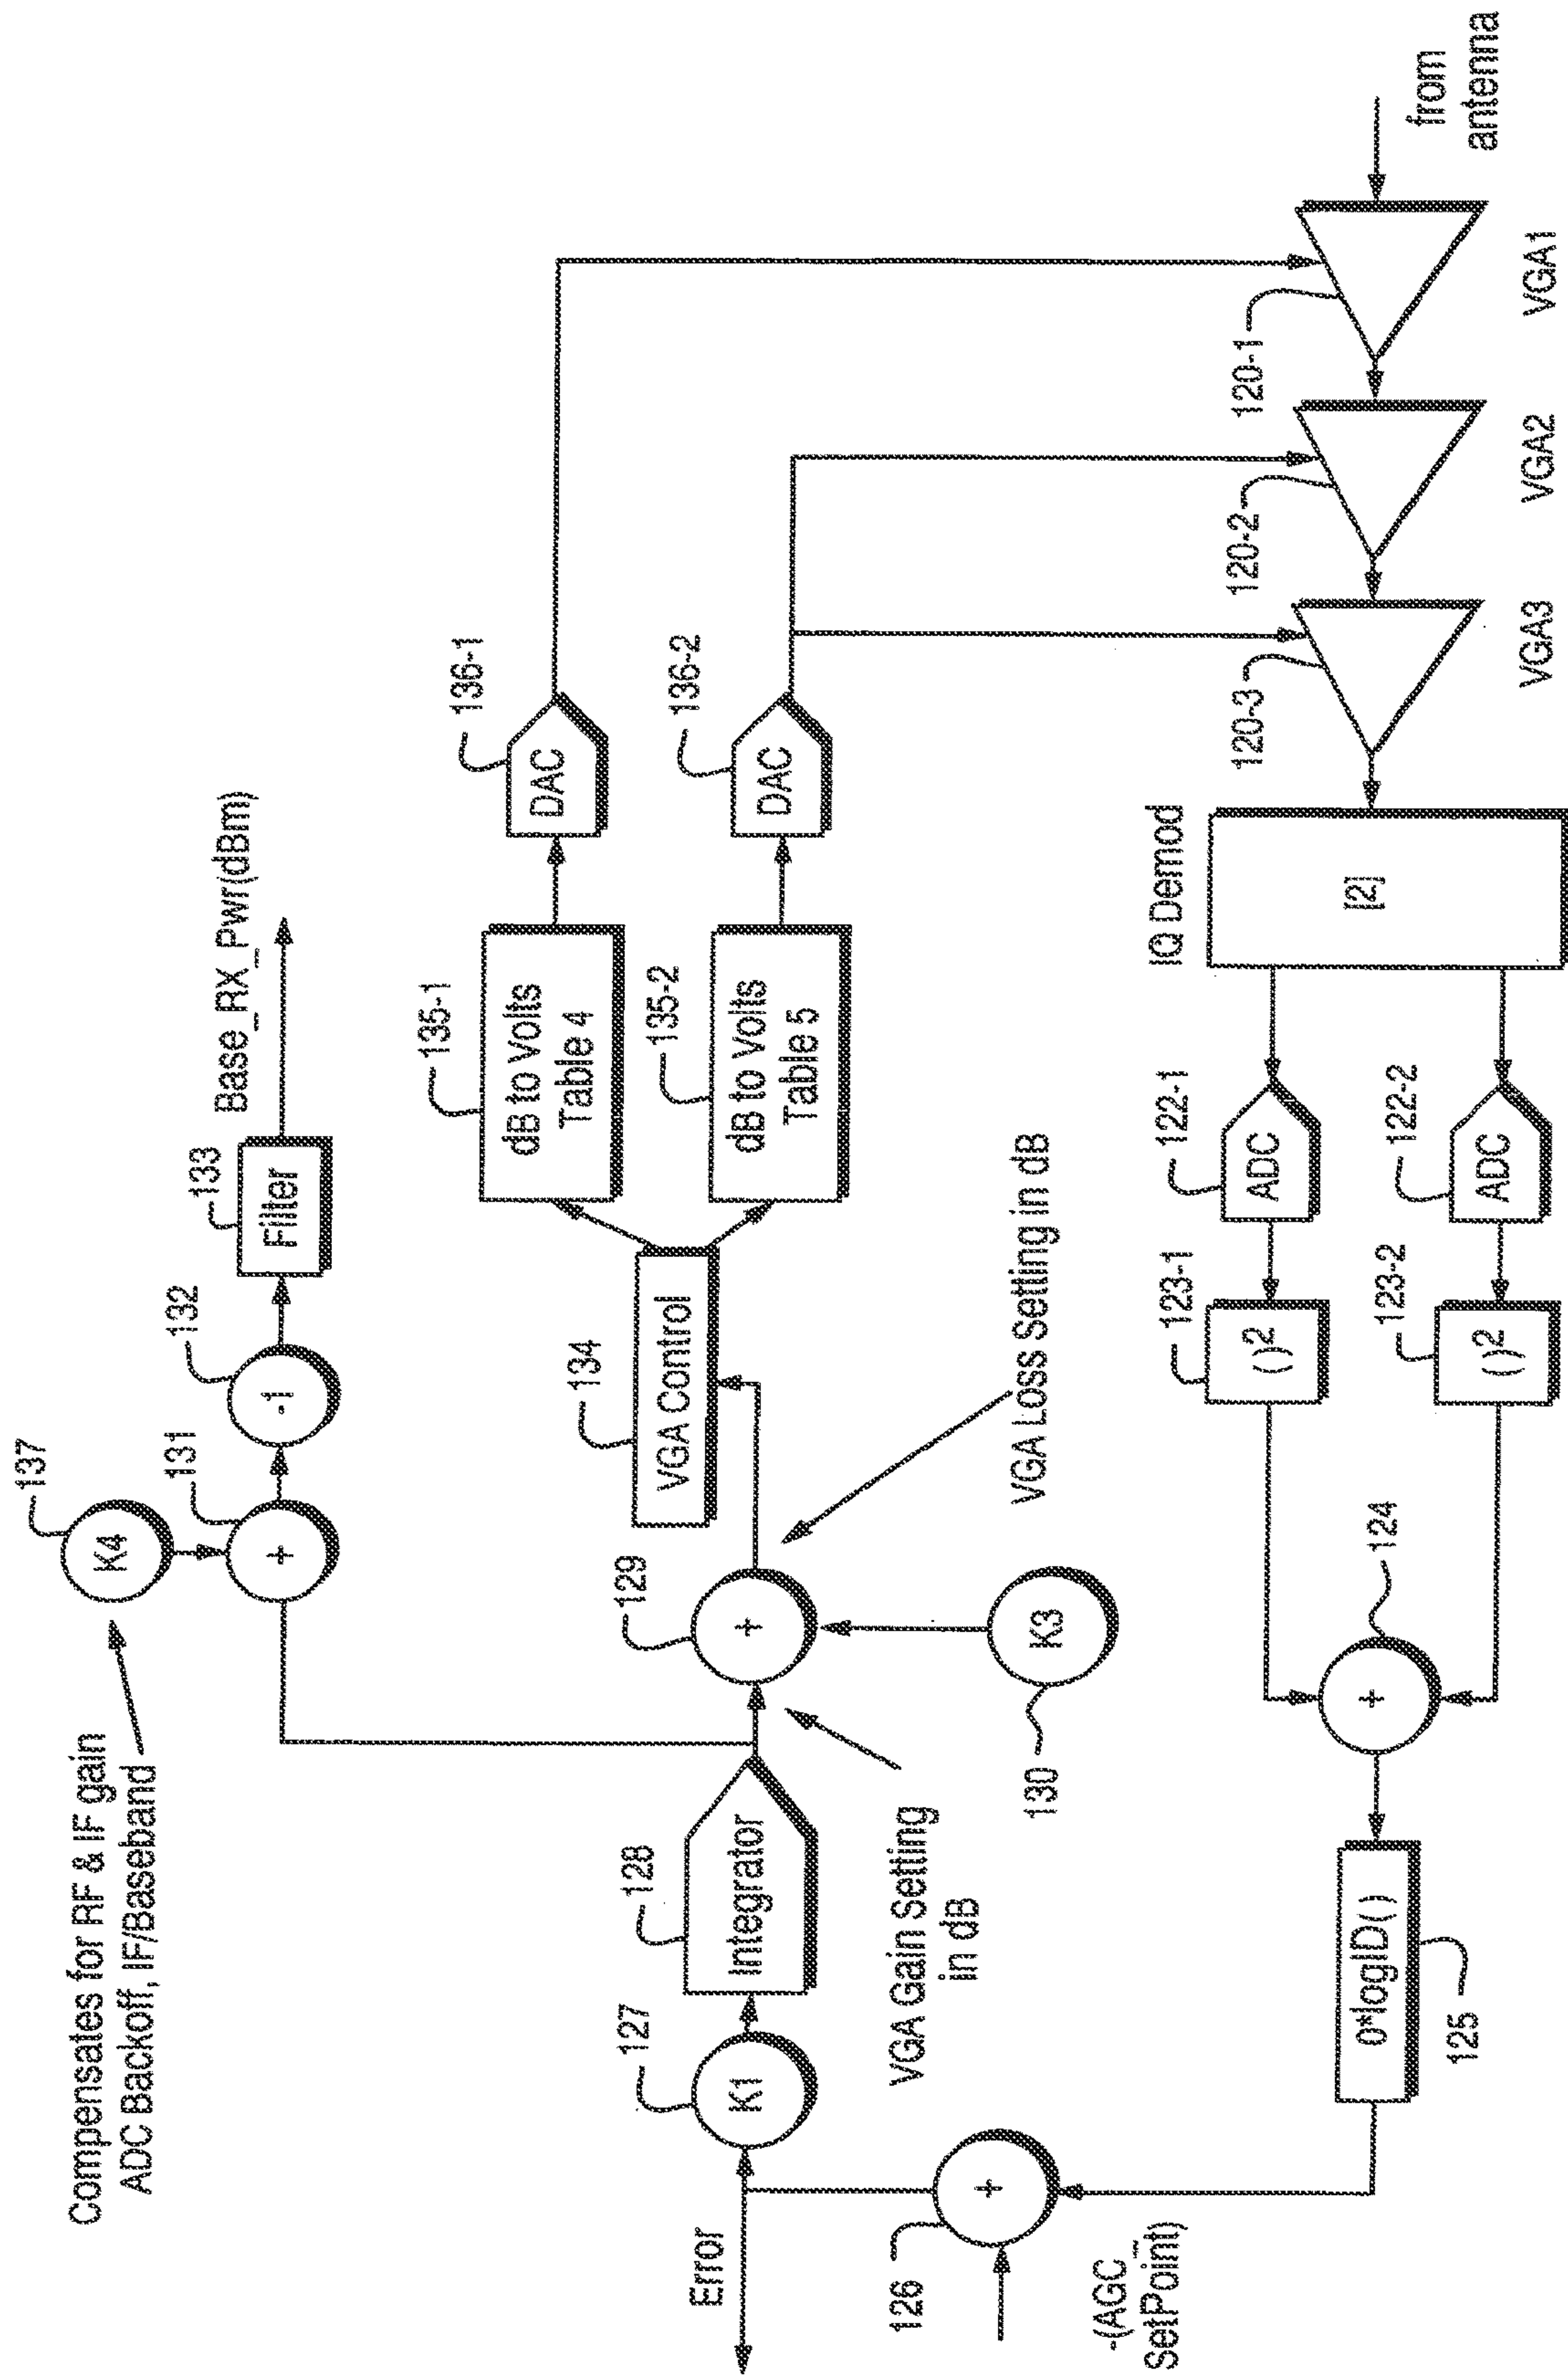 Compensates for RF & IF gain
ADC Backoff, IF/Baseband
137
K4
131
+
132
-1
133
Filter
Base_RX_Pwr(dBm)
Error
127
K1
128
Integrator
VGA Gain Setting
in dB
129
+
130
K3
VGA Loss Setting in dB
134
VGA Control
135-1
dB to Volts
Table 4
135-2
dB to Volts
Table 5
136-1
DAC
136-2
DAC
126
+
-(AGC_
SetPoint)
0*logID()
125
124
+
123-1
()2
123-2
()2
122-1
ADC
122-2
ADC
IQ Demod
[2]
120-3
VGA3
120-2
VGA2
120-1
VGA1
from
antenna